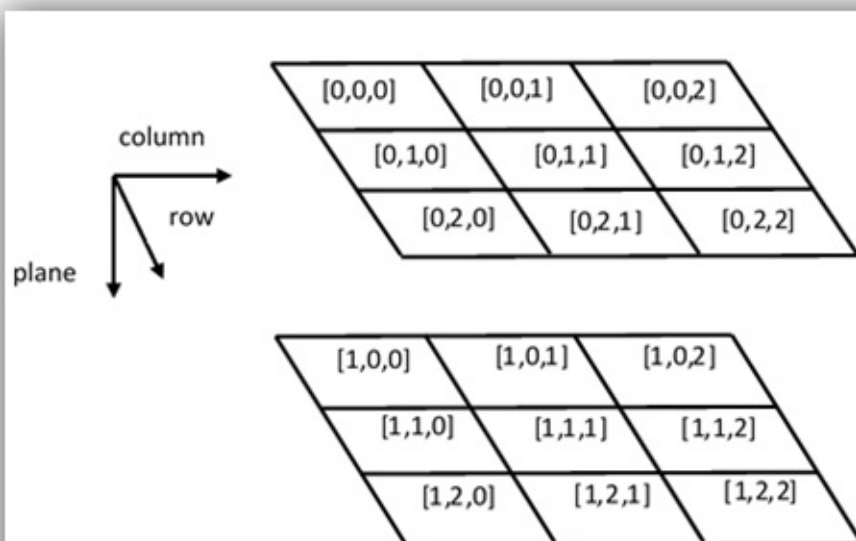 column
row
plane
[0,0,0] [0,0,1] [0,0,2]
[0,1,0] [0,1,1] [0,1,2]
[0,2,0] [0,2,1] [0,2,2]
[1,0,0] [1,0,1] [1,0,2]
[1,1,0] [1,1,1] [1,1,2]
[1,2,0] [1,2,1] [1,2,2]